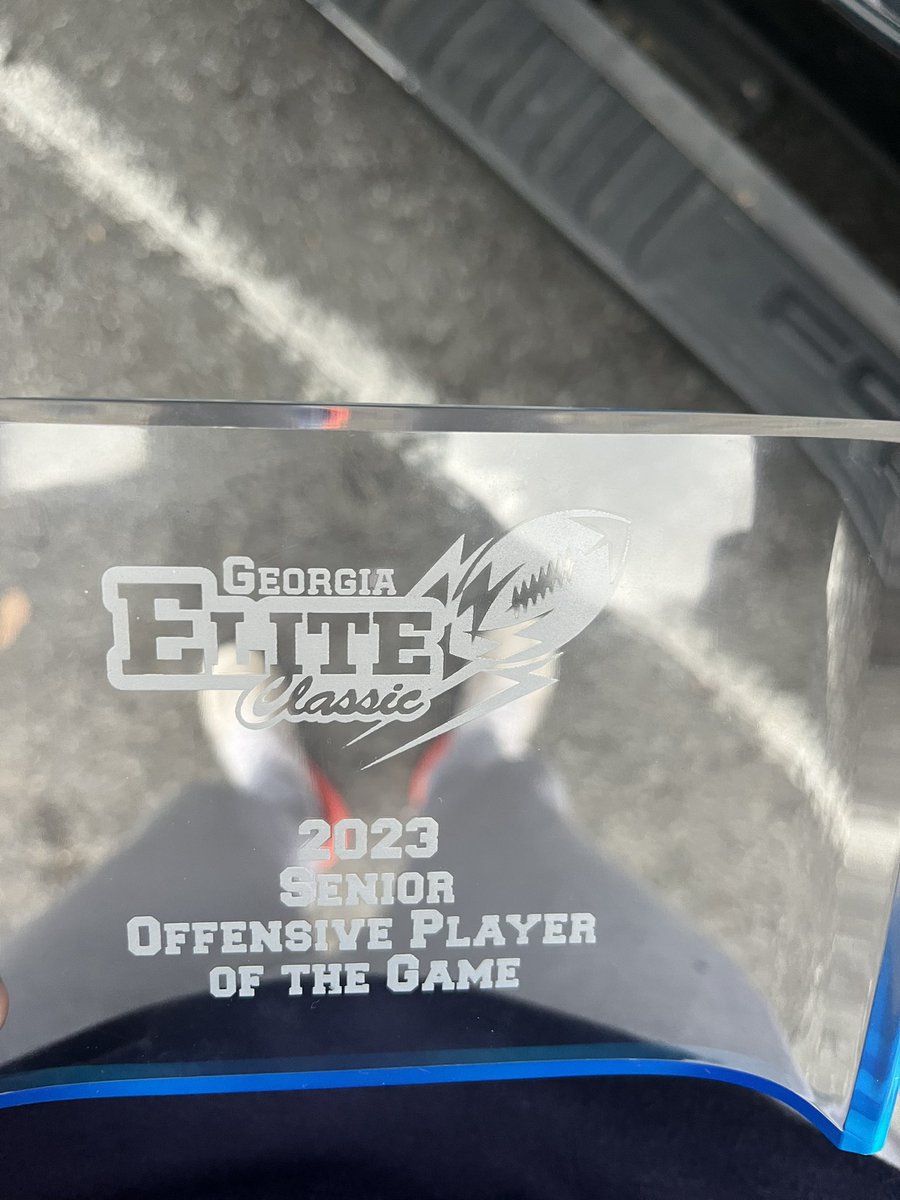 Georgia
Elite
Classic
2023
Senior
Offensive Player
of the Game